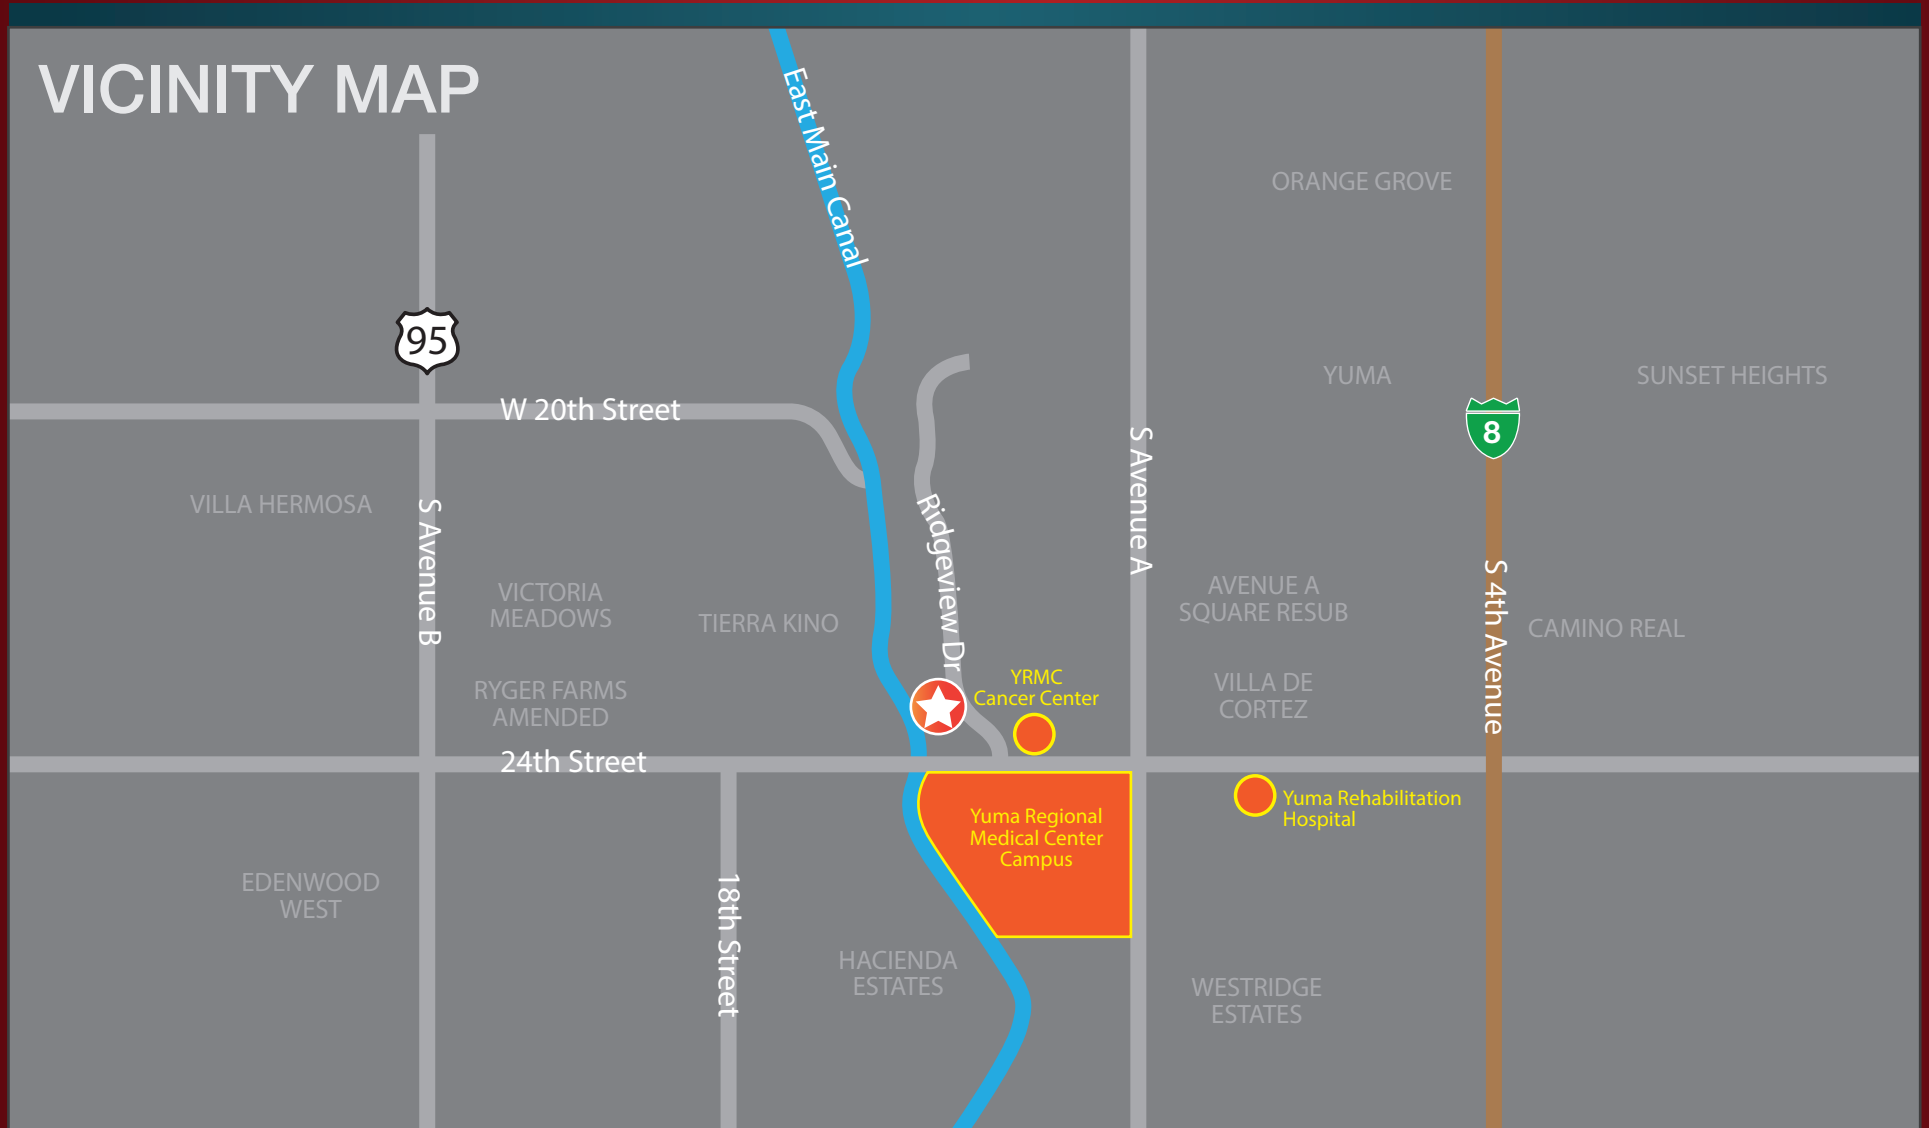 VICINITY MAP
East Main Canal
ORANGE GROVE
95
W 20th Street
YUMA
SUNSET HEIGHTS
8
S Avenue A
VILLA HERMOSA
S Avenue B
Ridgeview Dr
VICTORIA
MEADOWS
TIERRA KINO
AVENUE A
SQUARE RESUB
S 4th Avenue
CAMINO REAL
RYGER FARMS
AMENDED
YRMC
Cancer Center
VILLA DE
CORTEZ
24th Street
Yuma Rehabilitation
Hospital
Yuma Regional
Medical Center
Campus
EDENWOOD
WEST
18th Street
HACIENDA
ESTATES
WESTRIDGE
ESTATES